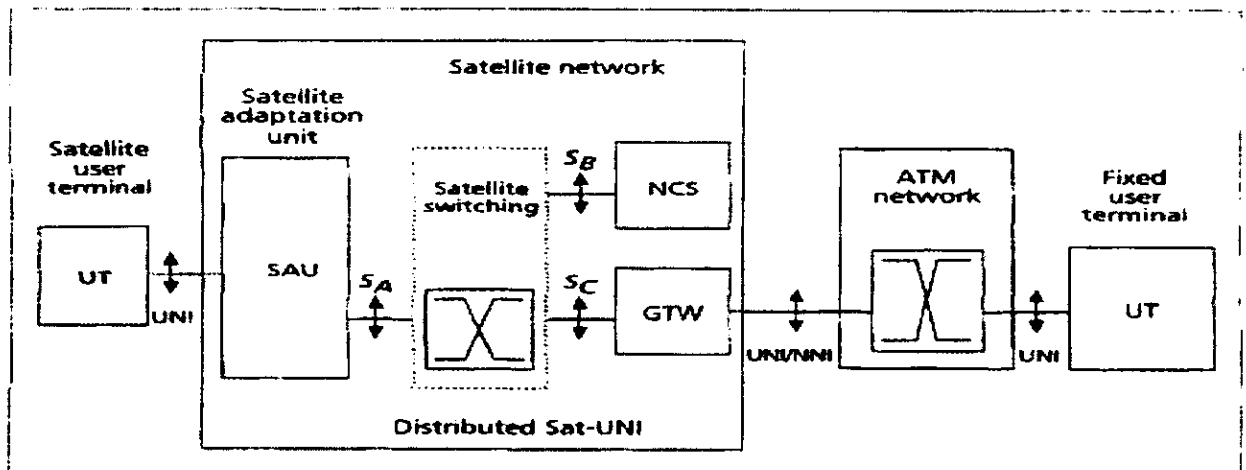 Satellite network
Satellite
adaptation
unit
Satellite
user
terminal
UT
UNI
SAU
SA
Satellite
switching
SB
NCS
SC
GTW
Distributed Sat-UNI
UNI/NNI
ATM
network
UNI
Fixed
user
terminal
UT